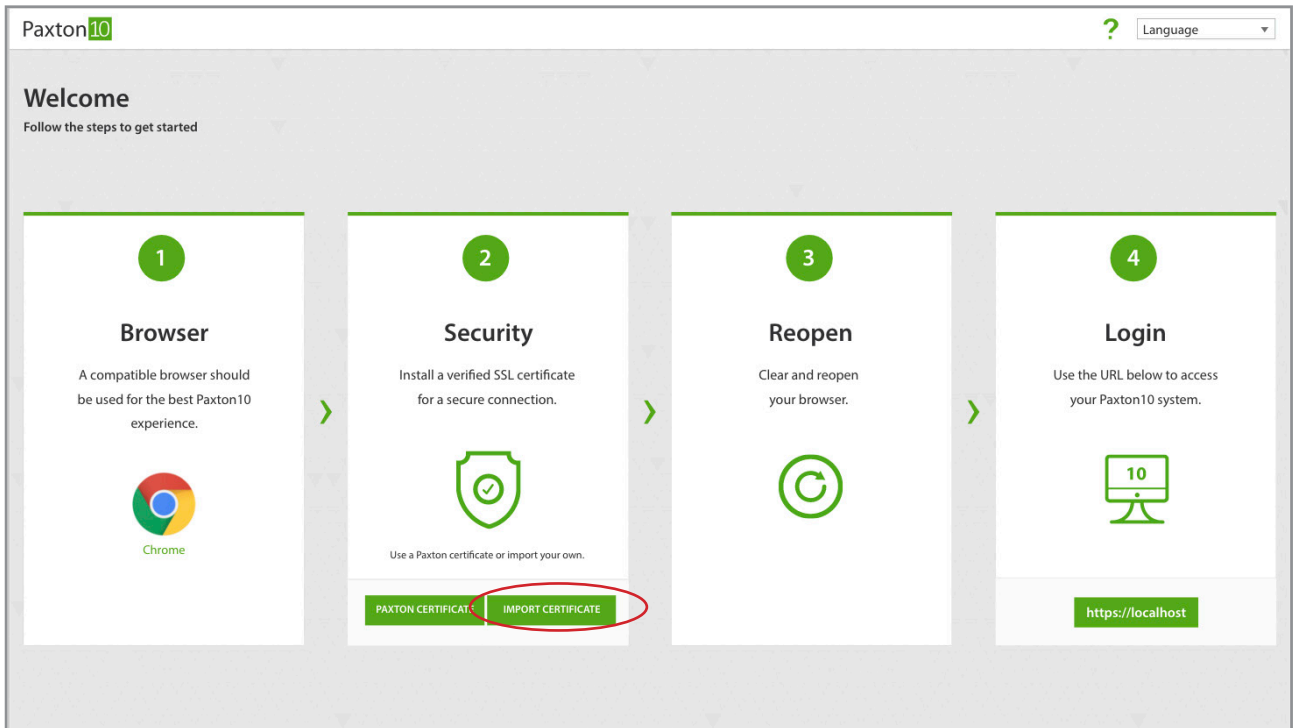 Paxton10
? Language
Welcome
Follow the steps to get started
1
Browser
A compatible browser should
be used for the best Paxton10
experience.
Chrome
2
Security
Install a verified SSL certificate
for a secure connection.
Use a Paxton certificate or import your own.
PAXTON CERTIFICATE IMPORT CERTIFICATE
3
Reopen
Clear and reopen
your browser.
4
Login
Use the URL below to access
your Paxton10 system.
10
https://localhost